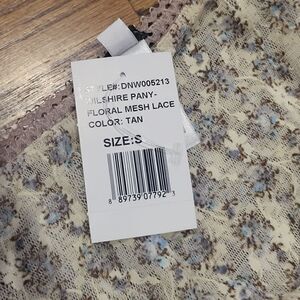 STYLE#: DNW005213
WILSHIRE PANY-
FLORAL MESH LACE
COLOR: TAN
SIZE:S
8 89739 07792 3